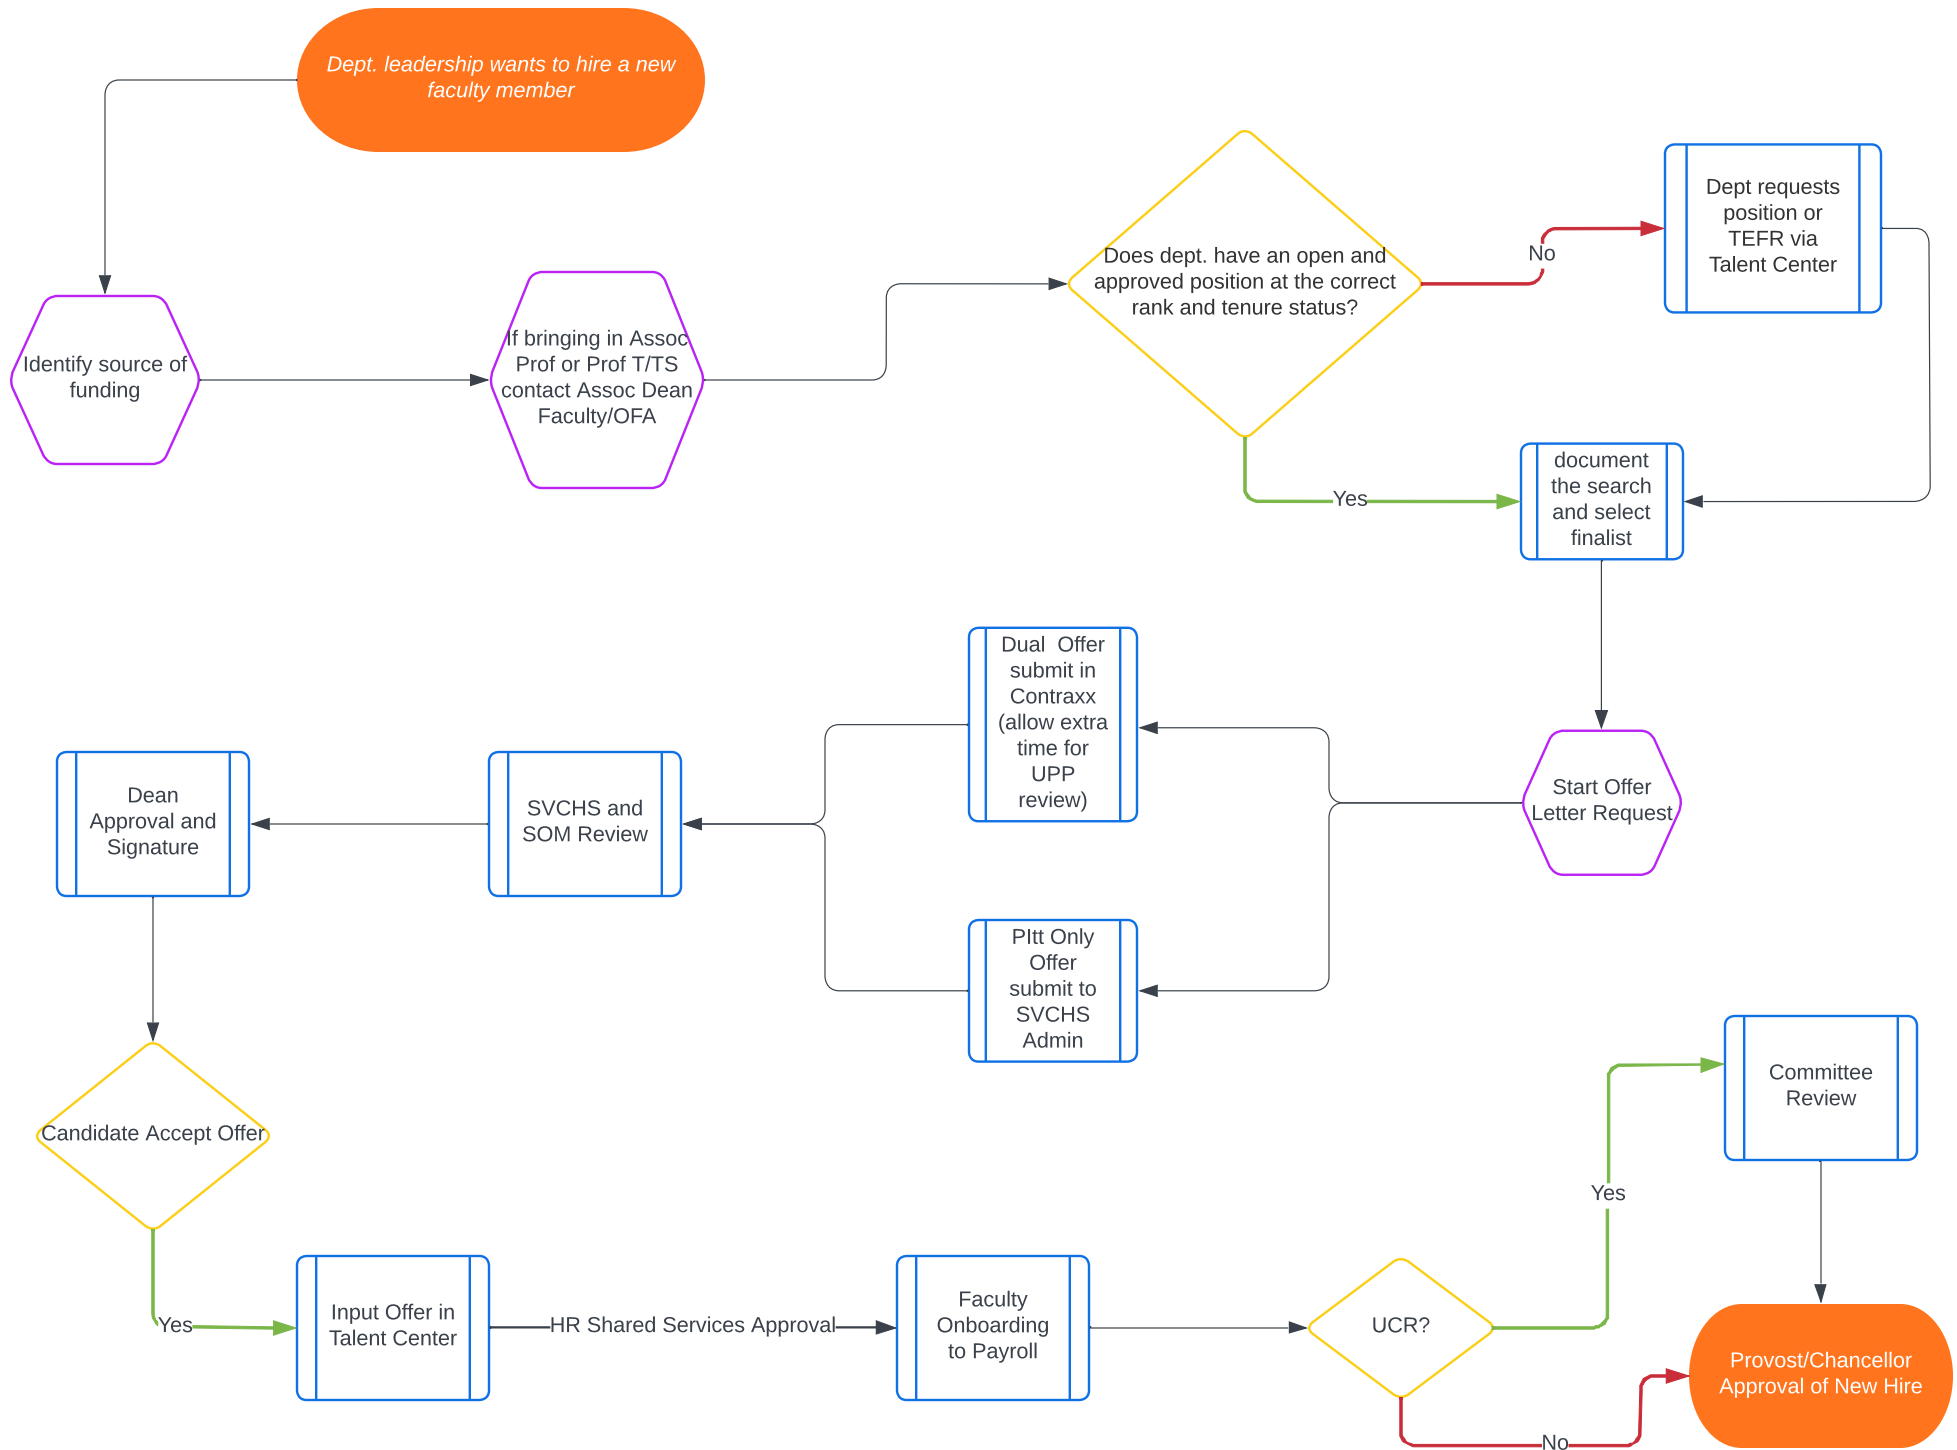 Dept. leadership wants to hire a new
faculty member
Identify source of
funding
If bringing in Assoc
Prof or Prof T/TS
contact Assoc Dean
Faculty/OFA
Does dept. have an open and
approved position at the correct
rank and tenure status?
No
Dept requests
position or
TEFR via
Talent Center
Yes
document
the search
and select
finalist
Start Offer
Letter Request
Dual  Offer
submit in
Contraxx
(allow extra
time for
UPP
review)
PItt Only
Offer
submit to
SVCHS
Admin
SVCHS and
SOM Review
Dean
Approval and
Signature
Candidate Accept Offer
Yes
Input Offer in
Talent Center
HR Shared Services Approval
Faculty
Onboarding
to Payroll
UCR?
Yes
Committee
Review
No
Provost/Chancellor
Approval of New Hire